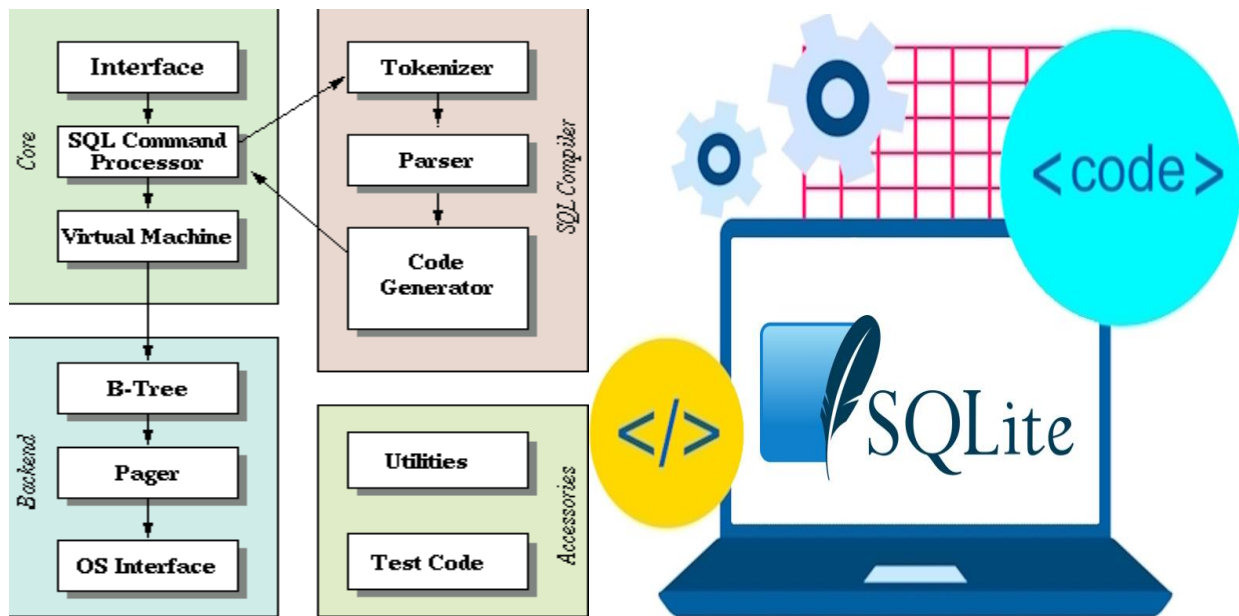 Core
Interface
SQL Command
Processor
Virtual Machine
SQL Compiler
Tokenizer
Parser
Code
Generator
Backend
B-Tree
Pager
OS Interface
Accessories
Utilities
Test Code
<code>
</>
SQLite